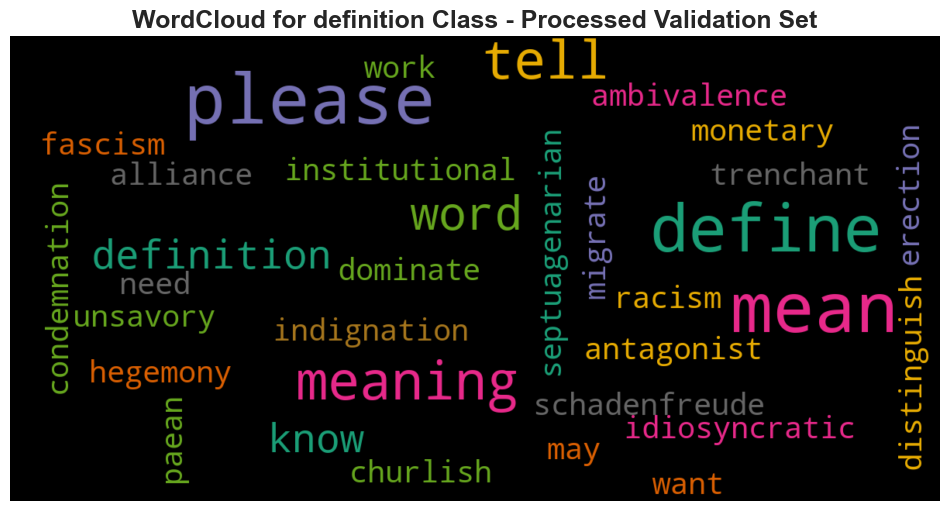 WordCloud for definition Class - Processed Validation Set
tell
work
please
ambivalence
monetary
fascism
alliance
institutional
trenchant
word
define
erection
septuagenarian
migrate
condemnation
definition
need
dominate
unsavory
racism
mean
indignation
antagonist
distinguish
hegemony
meaning
schadenfreude
idiosyncratic
paean
know
may
churlish
want